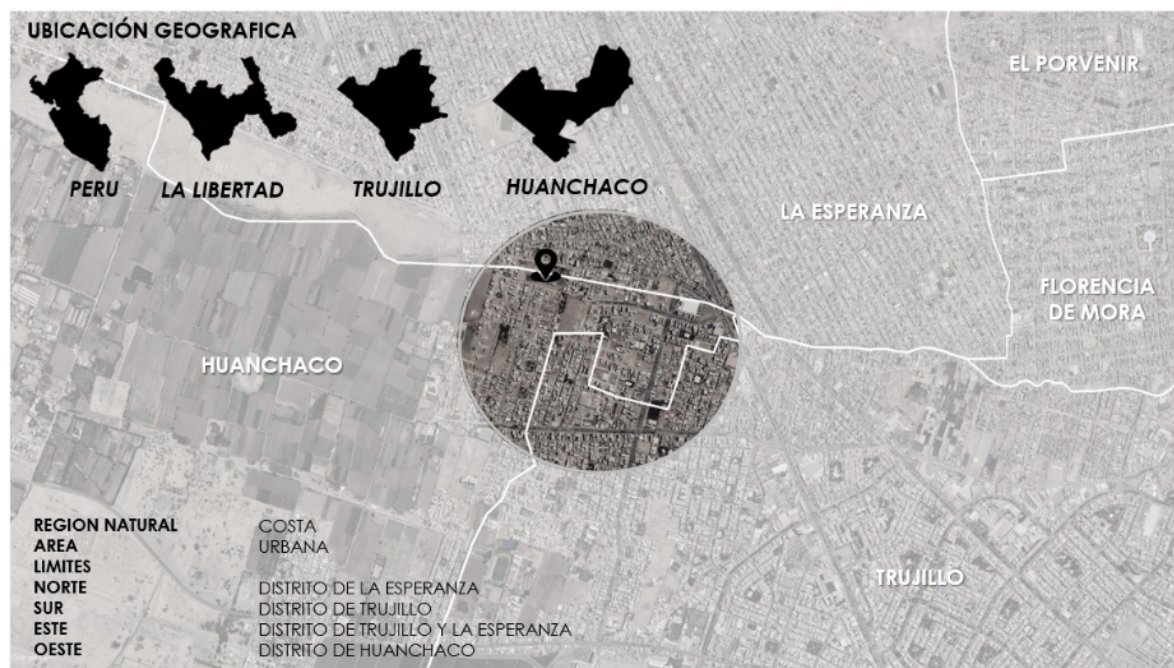 UBICACIÓN GEOGRAFICA
PERU
LA LIBERTAD
TRUJILLO
HUANCHACO
EL PORVENIR
LA ESPERANZA
FLORENCIA
DE MORA
HUANCHACO
TRUJILLO
REGION NATURAL COSTA
AREA URBANA
LIMITES
NORTE DISTRITO DE LA ESPERANZA
SUR DISTRITO DE TRUJILLO
ESTE DISTRITO DE TRUJILLO Y LA ESPERANZA
OESTE DISTRITO DE HUANCHACO